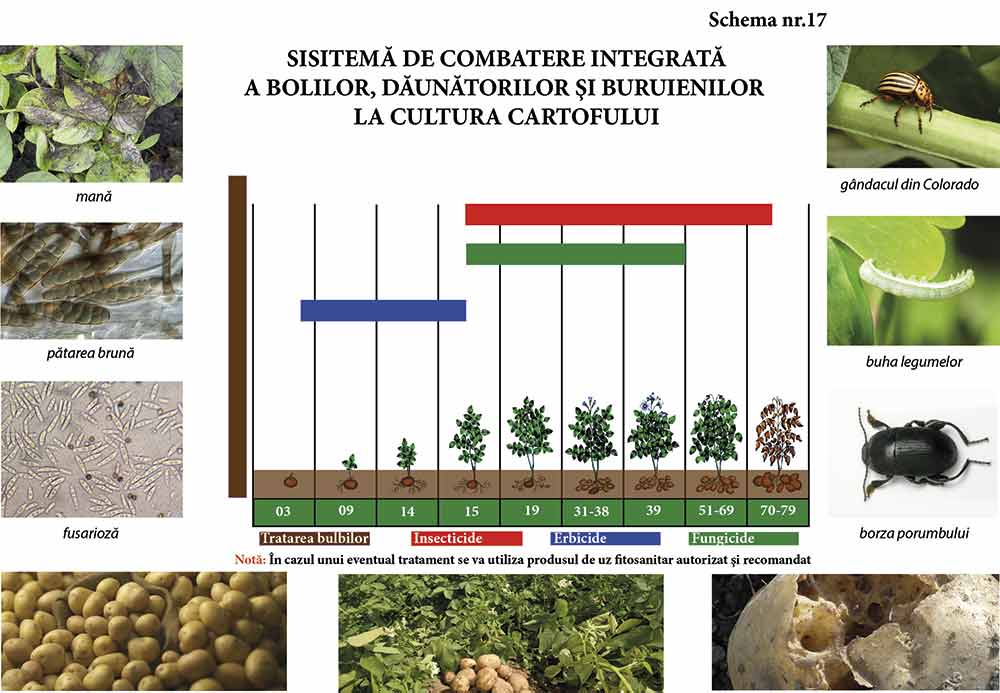 Schema nr.17
SISITEMĂ DE COMBATERE INTEGRATĂ
A BOLILOR, DĂUNĂTORILOR ŞI BURUIENILOR
LA CULTURA CARTOFULUI
mană
pătarea brună
fusarioză
gândacul din Colorado
buha legumelor
borza porumbului
03 09 14 15 19 31-38 39 51-69 70-79
Tratarea bulbilor Insecticide Erbicide Fungicide
Notă: În cazul unui eventual tratament se va utiliza produsul de uz fitosanitar autorizat şi recomandat